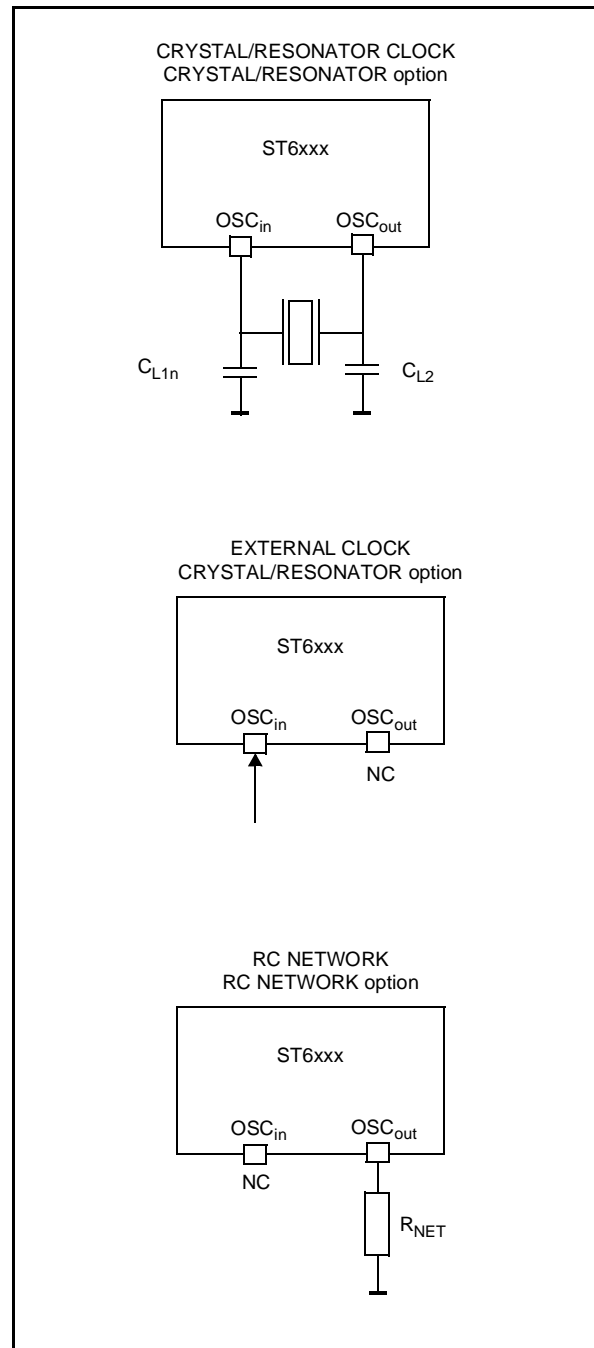 CRYSTAL/RESONATOR CLOCK
CRYSTAL/RESONATOR option
ST6xxx
OSCin OSCout
CL1n CL2
EXTERNAL CLOCK
CRYSTAL/RESONATOR option
ST6xxx
OSCin OSCout
NC
RC NETWORK
RC NETWORK option
ST6xxx
OSCin OSCout
NC
RNET